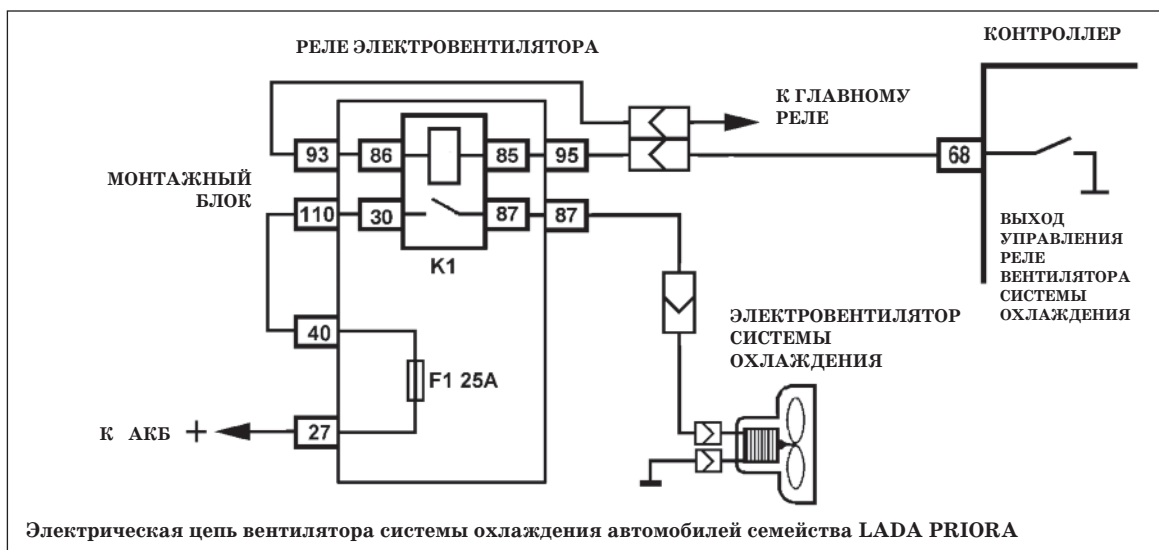 РЕЛЕ ЭЛЕКТРОВЕНТИЛЯТОРА
КОНТРОЛЛЕР
К ГЛАВНОМУ
РЕЛЕ
МОНТАЖНЫЙ
БЛОК
93
86
85
95
68
110
30
87
87
K1
ВЫХОД
УПРАВЛЕНИЯ
РЕЛЕ
ВЕНТИЛЯТОРА
СИСТЕМЫ
ОХЛАЖДЕНИЯ
ЭЛЕКТРОВЕНТИЛЯТОР
СИСТЕМЫ
ОХЛАЖДЕНИЯ
40
F1 25A
К АКБ +
27
Электрическая цепь вентилятора системы охлаждения автомобилей семейства LADA PRIORA